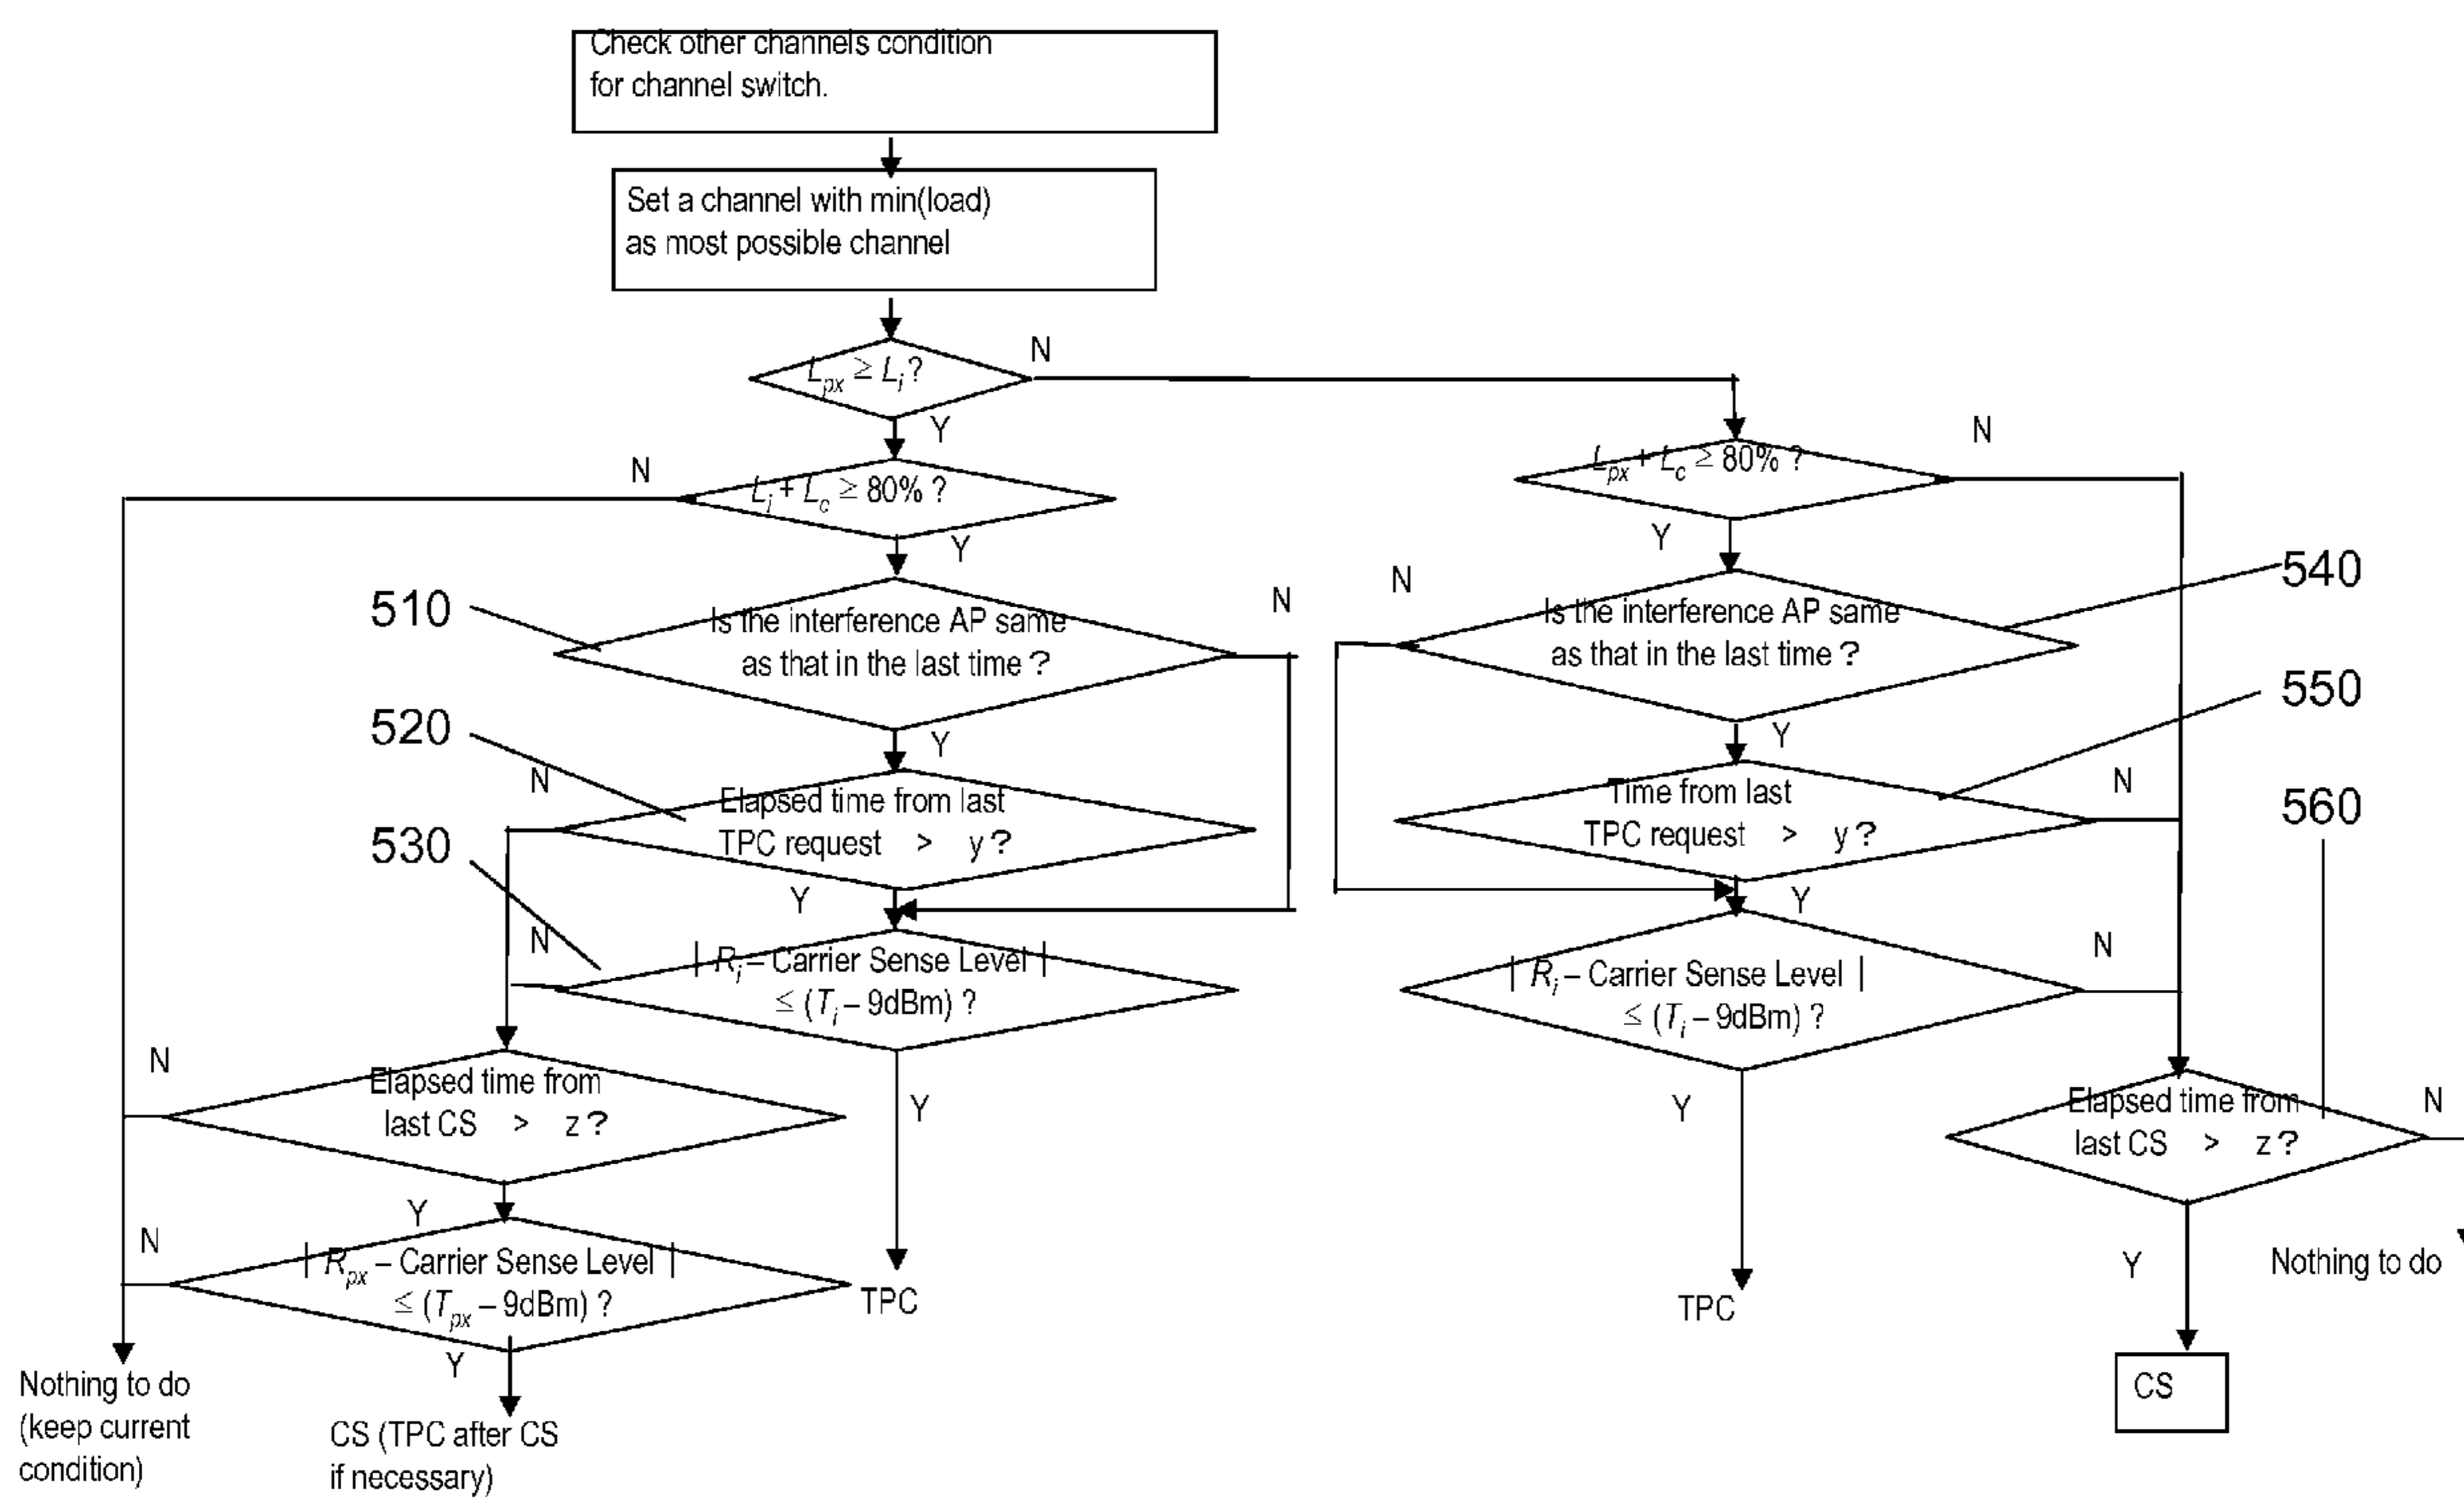 Check other channels condition
for channel switch.
Set a channel with min(load)
as most possible channel
L_px ≥ L_i ?
N
Y
L_i + L_c ≥ 80% ?
N
Y
L_px + L_c ≥ 80% ?
N
Y
510
Is the interference AP same
as that in the last time ?
N
Y
540
Is the interference AP same
as that in the last time ?
N
Y
520
Elapsed time from last
TPC request > y ?
N
Y
550
Time from last
TPC request > y ?
N
Y
530
| R_i – Carrier Sense Level |
≤ (T_i – 9dBm) ?
N
Y
TPC
| R_i – Carrier Sense Level |
≤ (T_i – 9dBm) ?
N
Y
TPC
Elapsed time from
last CS > z ?
N
Y
560
Elapsed time from
last CS > z ?
N
Y
Nothing to do
CS
| R_px – Carrier Sense Level |
≤ (T_px – 9dBm) ?
N
Y
Nothing to do
(keep current
condition)
CS (TPC after CS
if necessary)